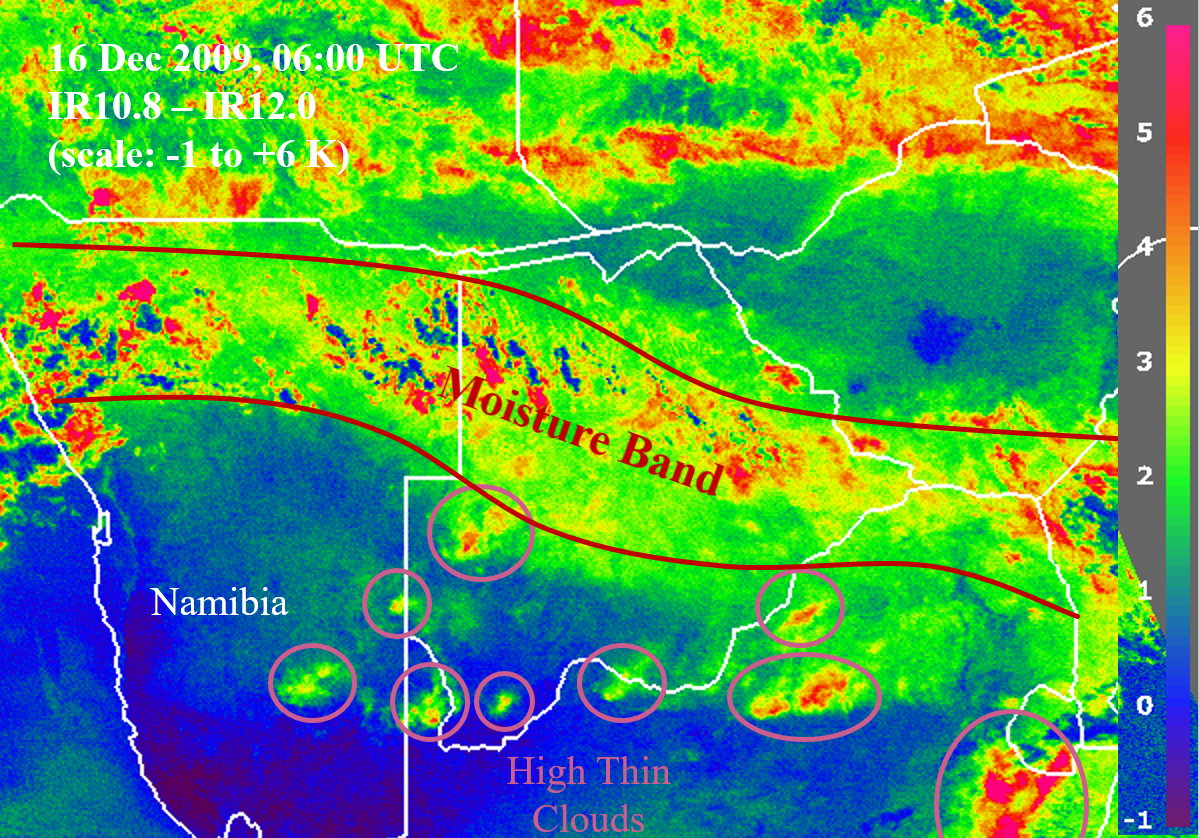 16 Dec 2009, 06:00 UTC
IR10.8 – IR12.0
(scale: -1 to +6 K)
Moisture Band
Namibia
High Thin
Clouds
6
5
4
3
2
1
0
-1